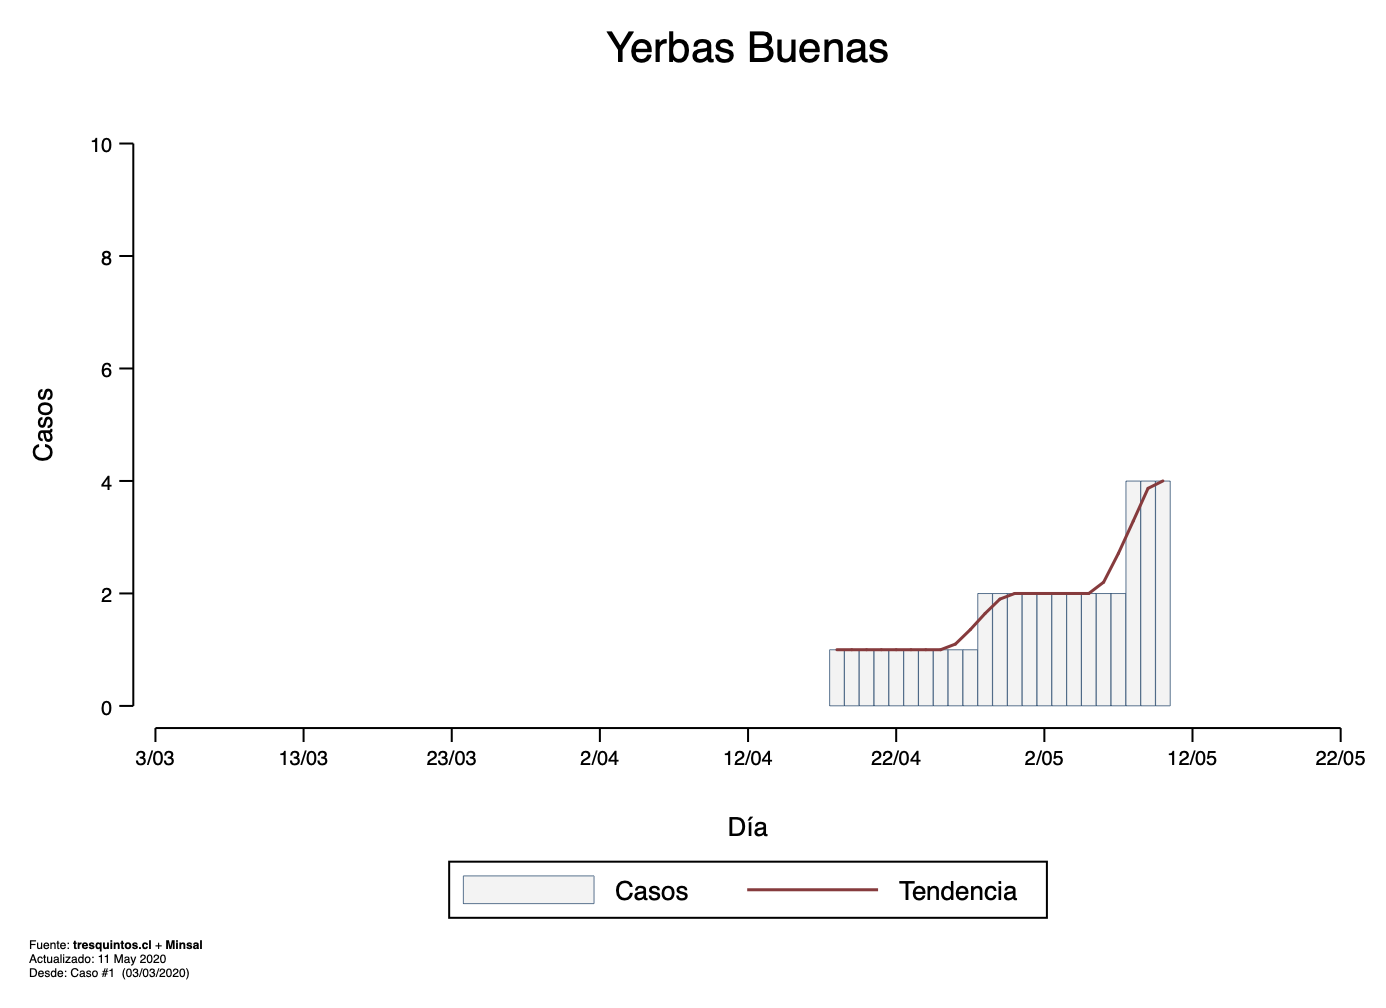 Yerbas Buenas
10
8
6
4
2
0
Casos
3/03 13/03 23/03 2/04 12/04 22/04 2/05 12/05 22/05
Día
Casos Tendencia
Fuente: tresquintos.cl + Minsal
Actualizado: 11 May 2020
Desde: Caso #1 (03/03/2020)